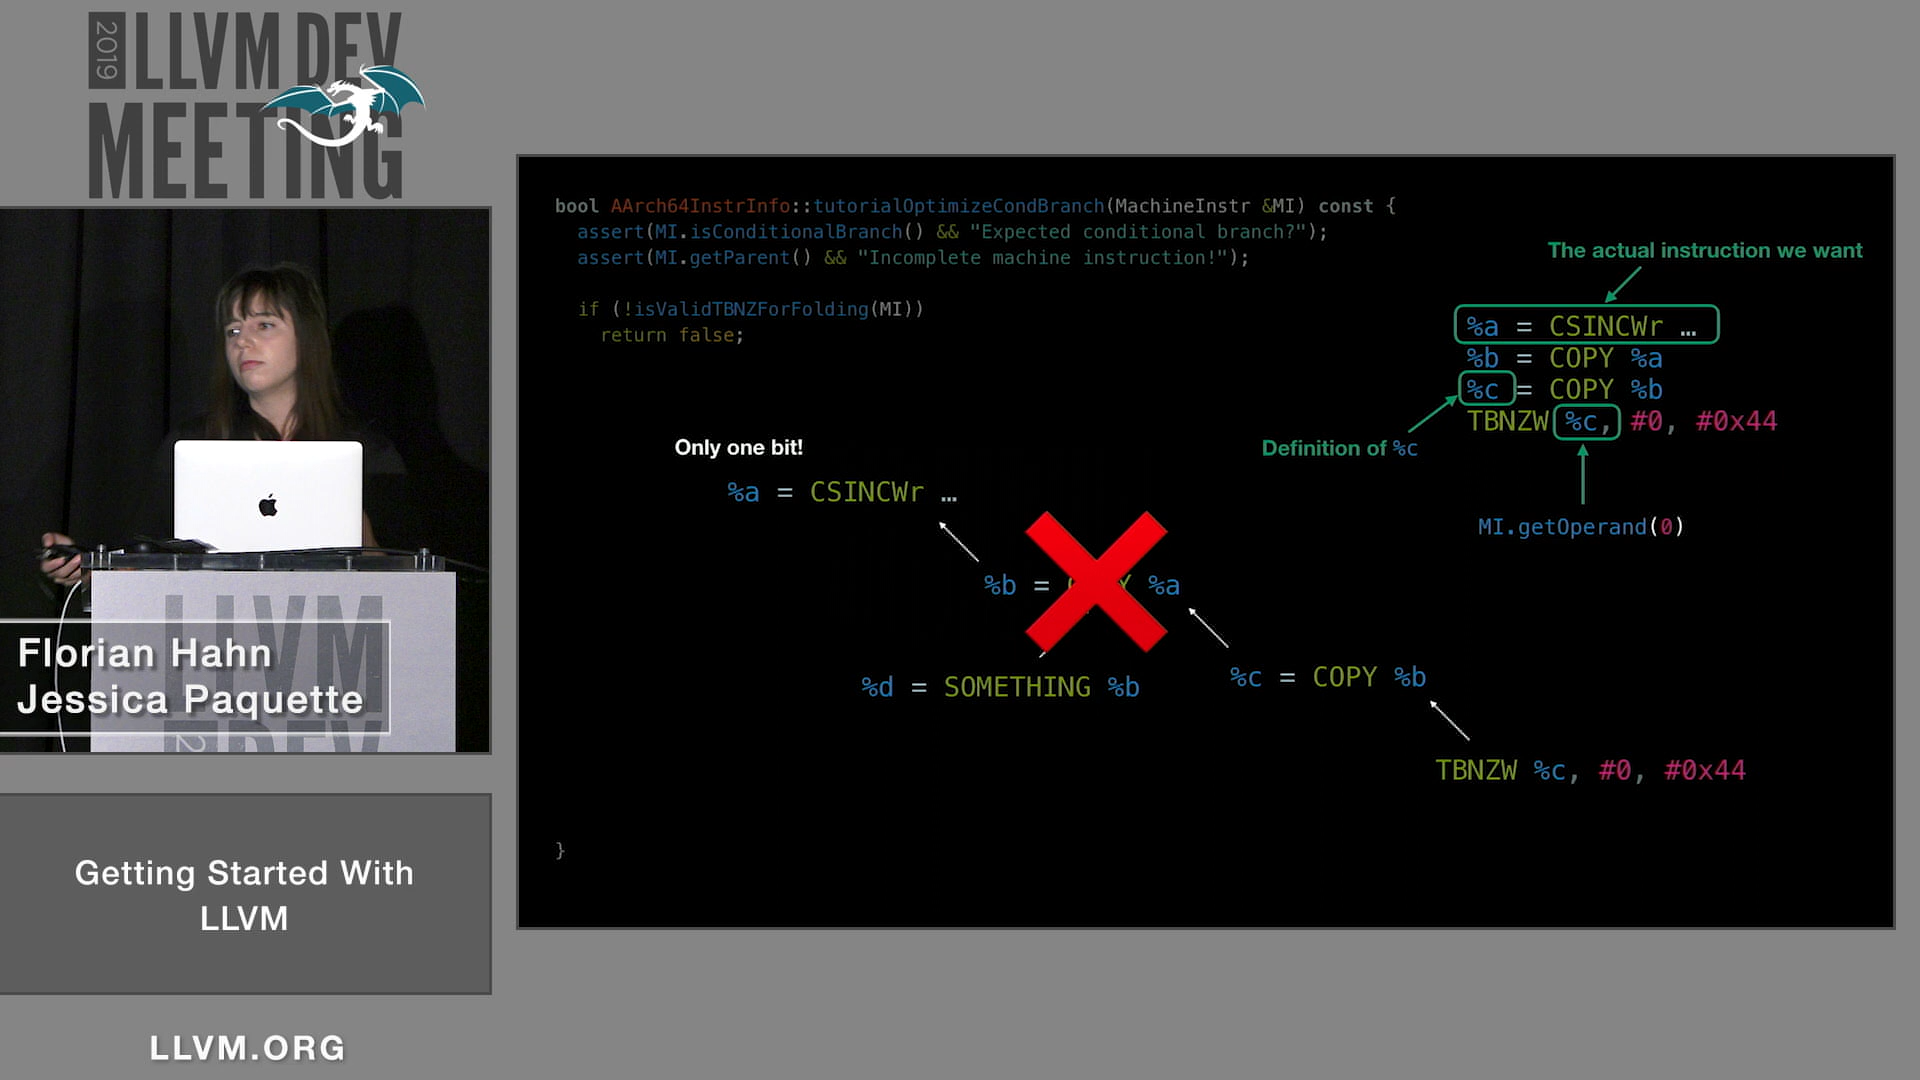 2019
LLVM DEV
MEETING
bool AArch64InstrInfo::tutorialOptimizeCondBranch(MachineInstr &MI) const {
assert(MI.isConditionalBranch() && "Expected conditional branch?");
assert(MI.getParent() && "Incomplete machine instruction!");
if (!isValidTBNZForFolding(MI))
return false;
The actual instruction we want
%a = CSINCWr …
%b = COPY %a
%c = COPY %b
TBNZW %c, #0, #0x44
Definition of %c
MI.getOperand(0)
Only one bit!
%a = CSINCWr …
%b = %a
%d = SOMETHING %b
%c = COPY %b
TBNZW %c, #0, #0x44
}
LLVM
Florian Hahn
Jessica Paquette
Getting Started With
LLVM
LLVM.ORG